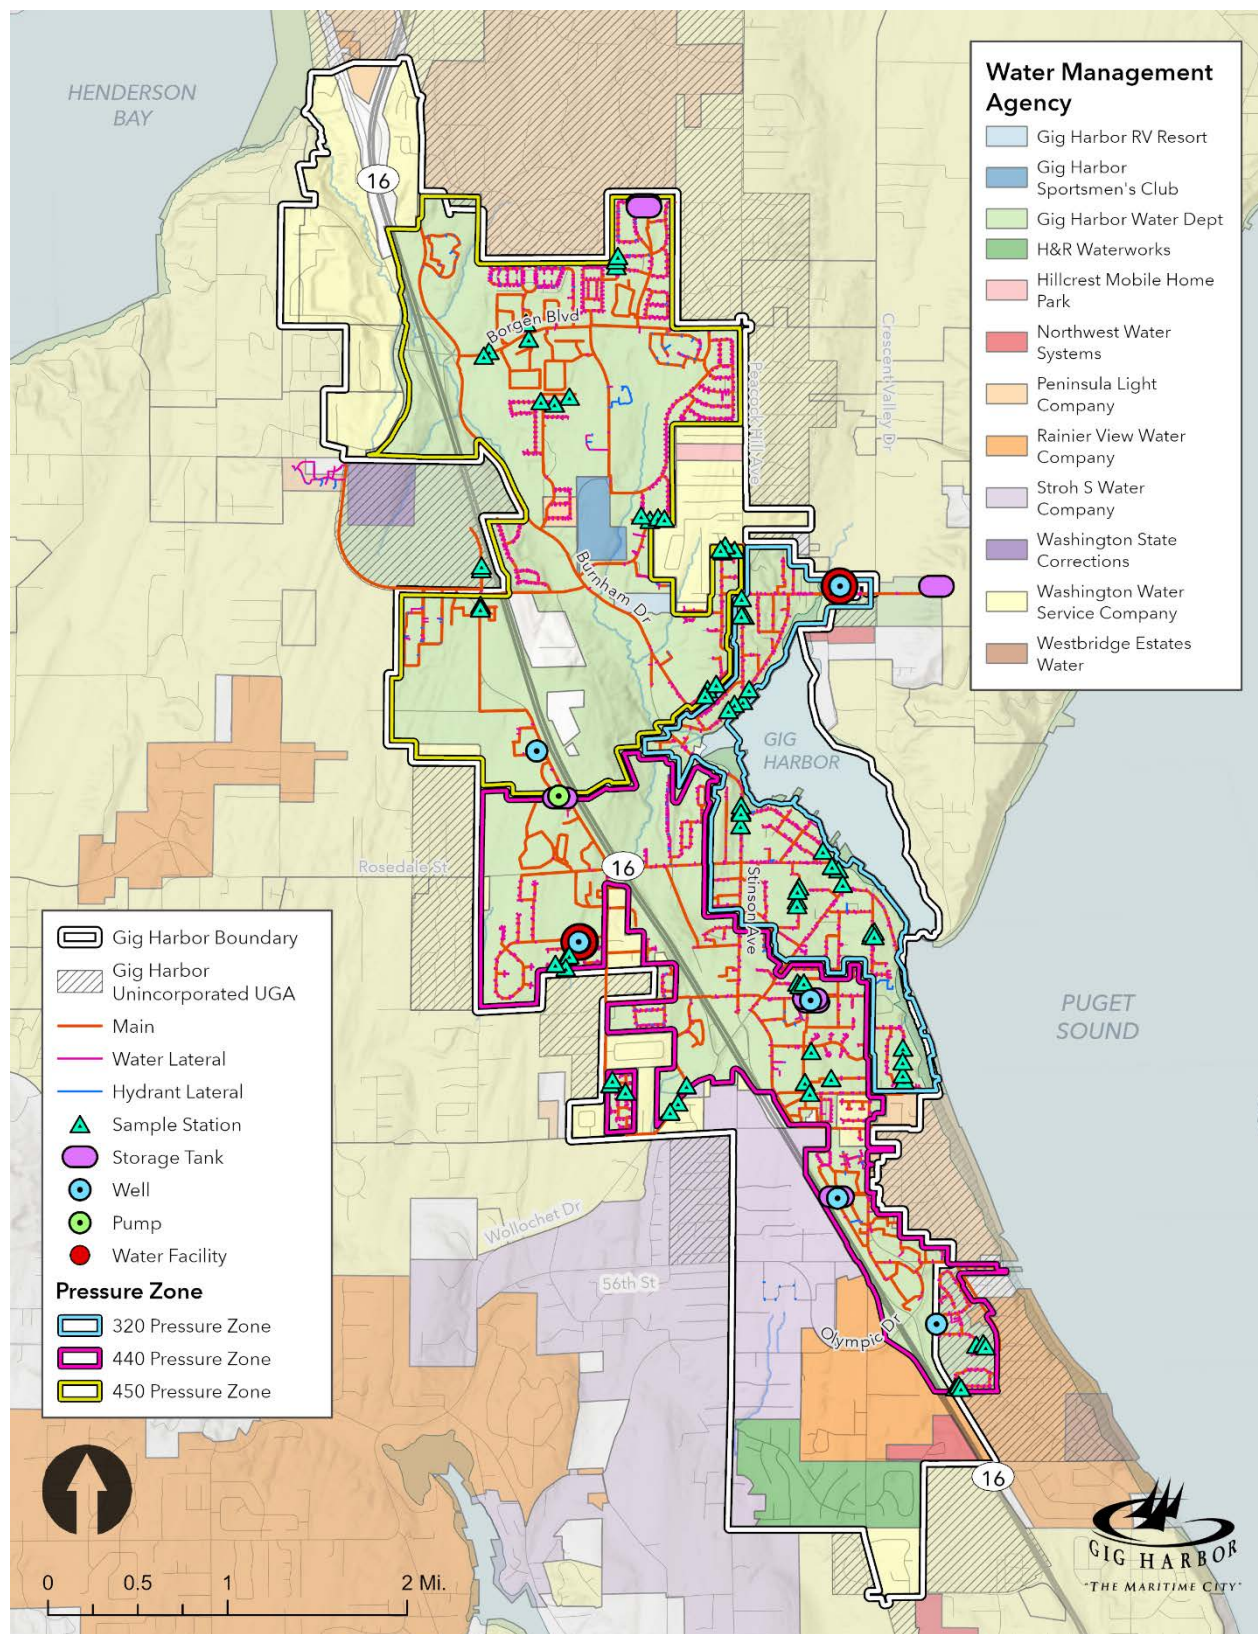 HENDERSON
BAY
16
Borgen Blvd
Peacock Hill Ave
Crescent Valley Dr
Burnham Dr
GIG
HARBOR
Rosedale St
16
Stinson Ave
PUGET
SOUND
Wollochet Dr
56th St
Olympic Dr
16
Water Management
Agency
Gig Harbor RV Resort
Gig Harbor
Sportsmen's Club
Gig Harbor Water Dept
H&R Waterworks
Hillcrest Mobile Home
Park
Northwest Water
Systems
Peninsula Light
Company
Rainier View Water
Company
Stroh S Water
Company
Washington State
Corrections
Washington Water
Service Company
Westbridge Estates
Water
Gig Harbor Boundary
Gig Harbor
Unincorporated UGA
Main
Water Lateral
Hydrant Lateral
Sample Station
Storage Tank
Well
Pump
Water Facility
Pressure Zone
320 Pressure Zone
440 Pressure Zone
450 Pressure Zone
0 0.5 1 2 Mi.
GIG HARBOR
"THE MARITIME CITY"